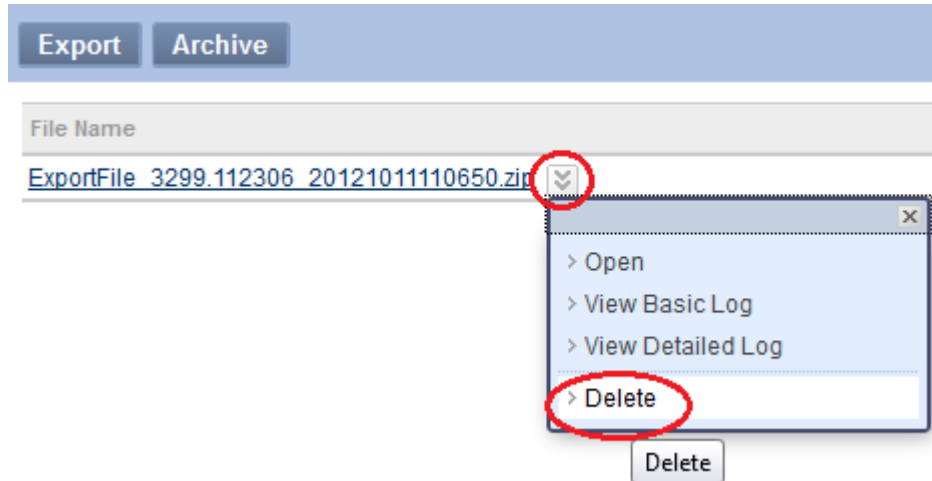 Export Archive
File Name
ExportFile_3299.112306_20121011110650.zip
> Open
> View Basic Log
> View Detailed Log
> Delete
Delete